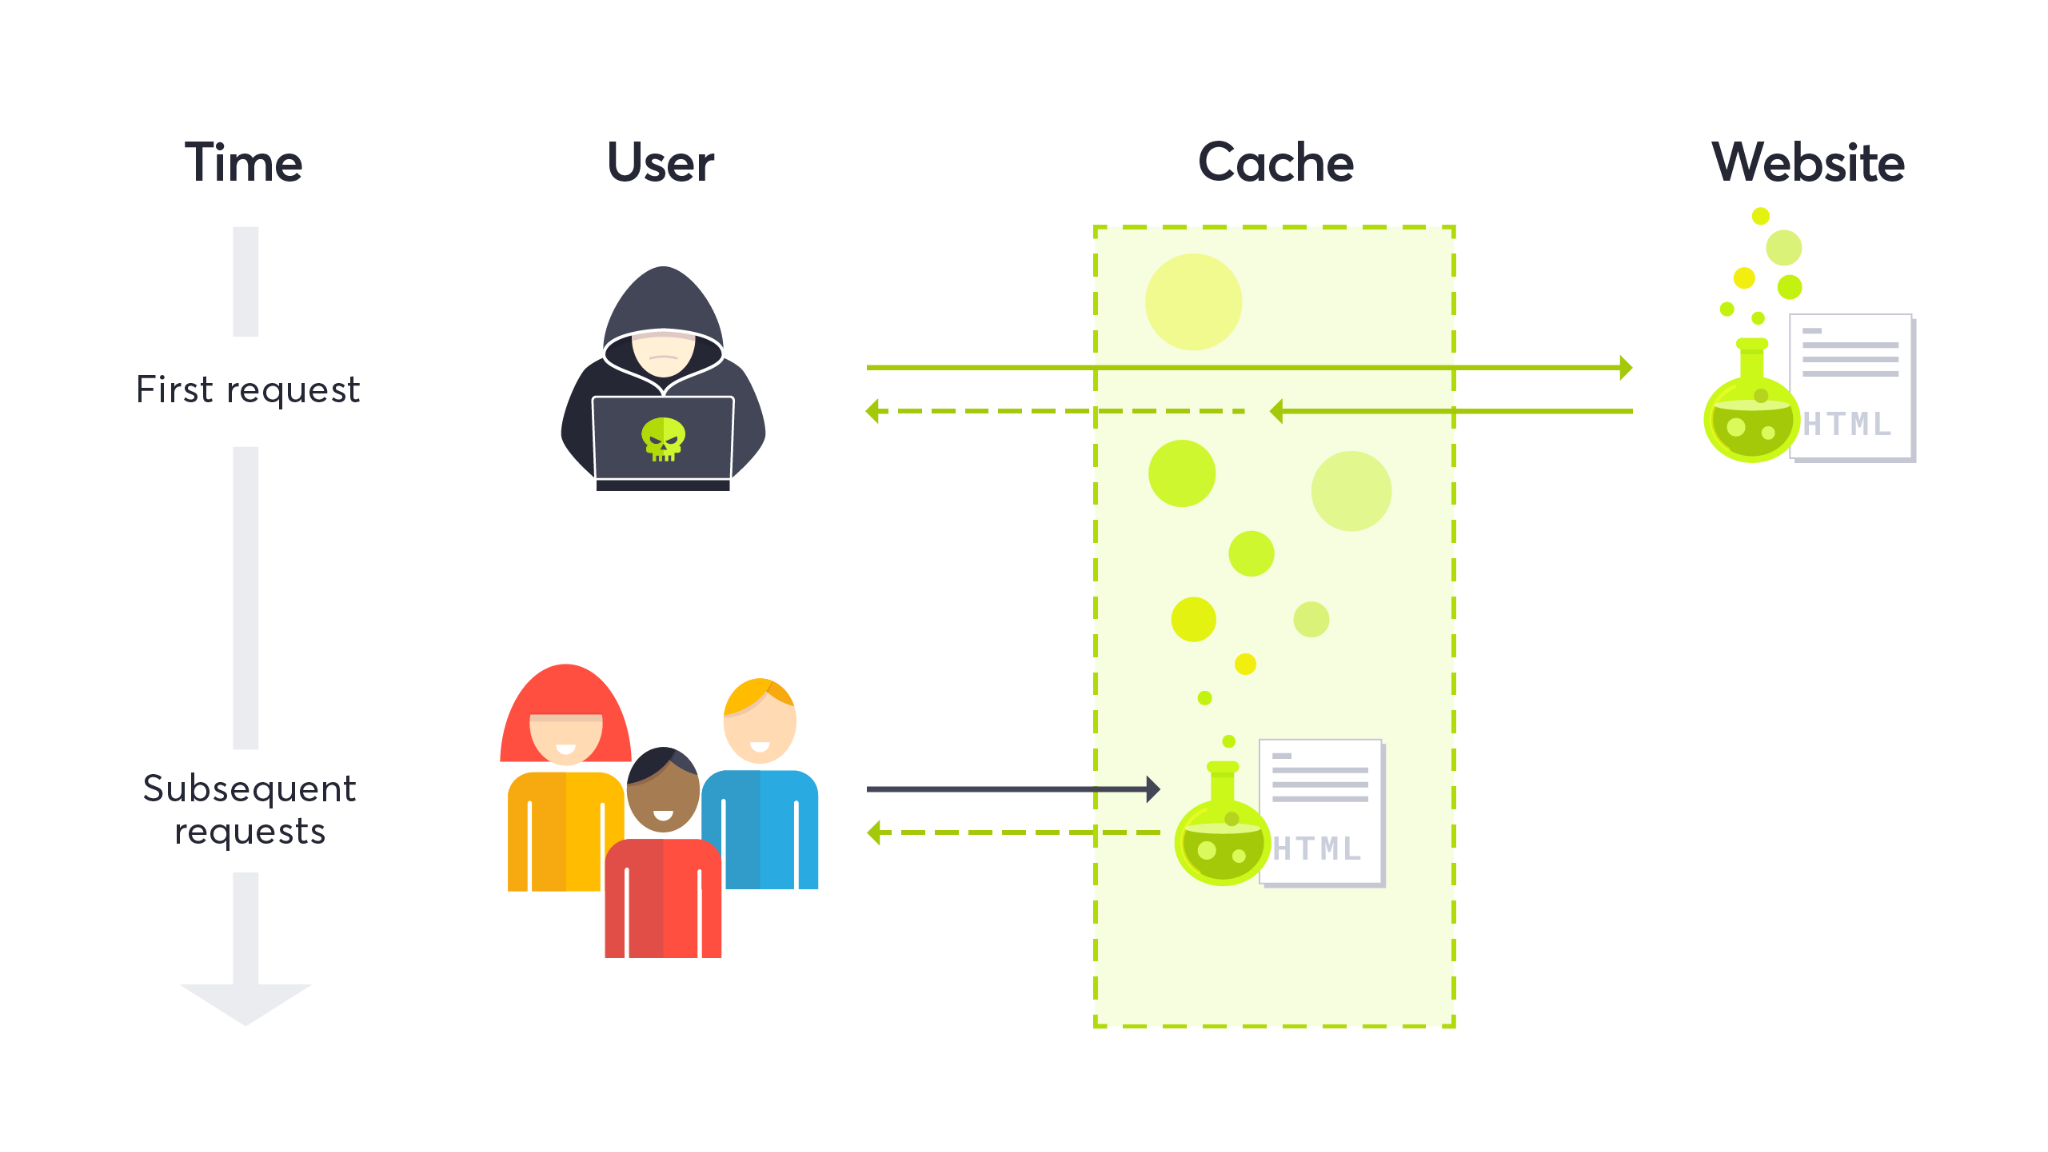 Time
User
Cache
Website
First request
HTML
Subsequent
requests
HTML